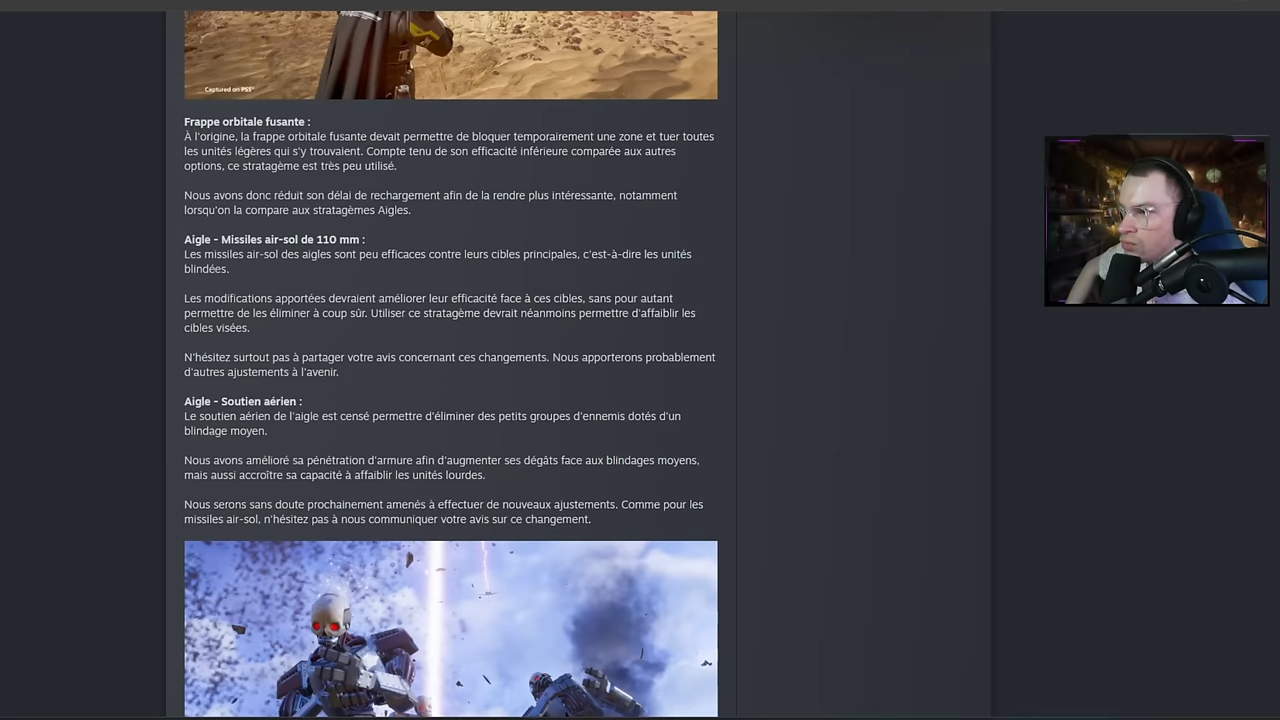 Captured on PS5®
Frappe orbitale fusante :
À l'origine, la frappe orbitale fusante devait permettre de bloquer temporairement une zone et tuer toutes
les unités légères qui s'y trouvaient. Compte tenu de son efficacité inférieure comparée aux autres
options, ce stratagème est très peu utilisé.
Nous avons donc réduit son délai de rechargement afin de la rendre plus intéressante, notamment
lorsqu'on la compare aux stratagèmes Aigles.
Aigle - Missiles air-sol de 110 mm :
Les missiles air-sol des aigles sont peu efficaces contre leurs cibles principales, c'est-à-dire les unités
blindées.
Les modifications apportées devraient améliorer leur efficacité face à ces cibles, sans pour autant
permettre de les éliminer à coup sûr. Utiliser ce stratagème devrait néanmoins permettre d'affaiblir les
cibles visées.
N'hésitez surtout pas à partager votre avis concernant ces changements. Nous apporterons probablement
d'autres ajustements à l'avenir.
Aigle - Soutien aérien :
Le soutien aérien de l'aigle est censé permettre d'éliminer des petits groupes d'ennemis dotés d'un
blindage moyen.
Nous avons amélioré sa pénétration d'armure afin d'augmenter ses dégâts face aux blindages moyens,
mais aussi accroître sa capacité à affaiblir les unités lourdes.
Nous serons sans doute prochainement amenés à effectuer de nouveaux ajustements. Comme pour les
missiles air-sol, n'hésitez pas à nous communiquer votre avis sur ce changement.